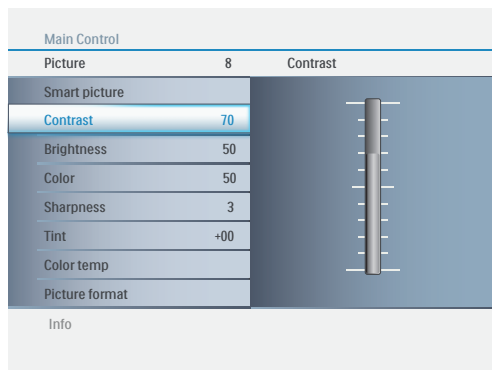 Main Control
Picture 8 Contrast
Smart picture
Contrast 70
Brightness 50
Color 50
Sharpness 3
Tint +00
Color temp
Picture format
Info